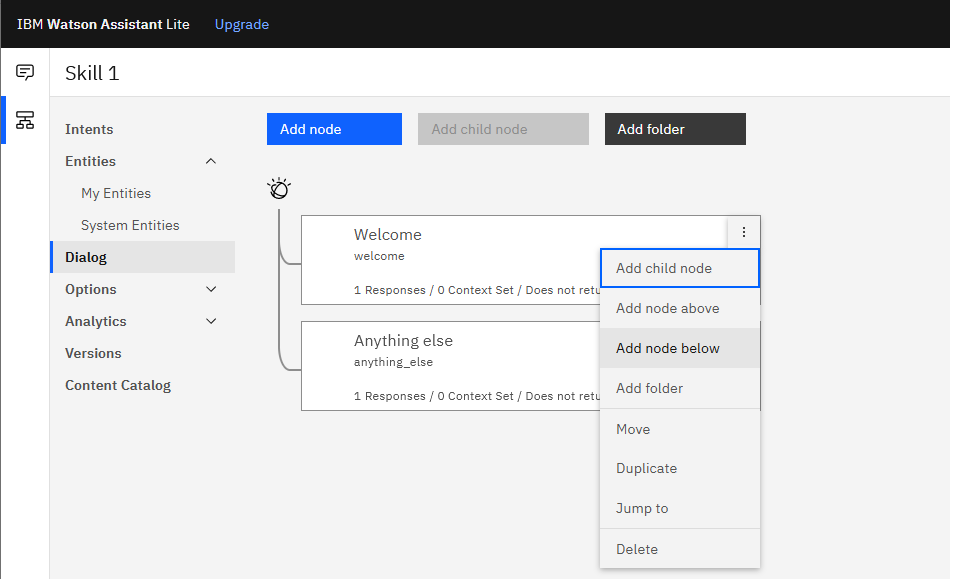 IBM Watson Assistant Lite Upgrade
Skill 1
Intents
Entities
My Entities
System Entities
Dialog
Options
Analytics
Versions
Content Catalog
Add node Add child node Add folder
Welcome
welcome
1 Responses / 0 Context Set / Does not retu
Anything else
anything_else
1 Responses / 0 Context Set / Does not retu
Add child node
Add node above
Add node below
Add folder
Move
Duplicate
Jump to
Delete